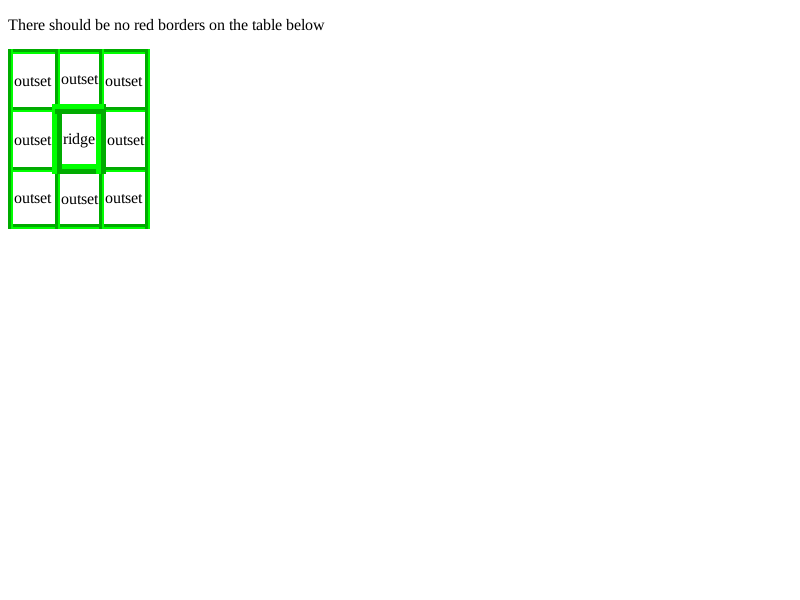 There should be no red borders on the table below
outset outset outset
outset ridge outset
outset outset outset